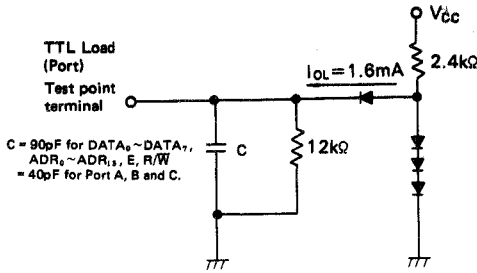 VCC
TTL Load
(Port)
Test point
terminal
IOL=1.6mA
2.4kΩ
C = 90pF for DATA₀~DATA₇,
ADR₀~ADR₁₅, E, R/W̅
= 40pF for Port A, B and C.
C
12kΩ